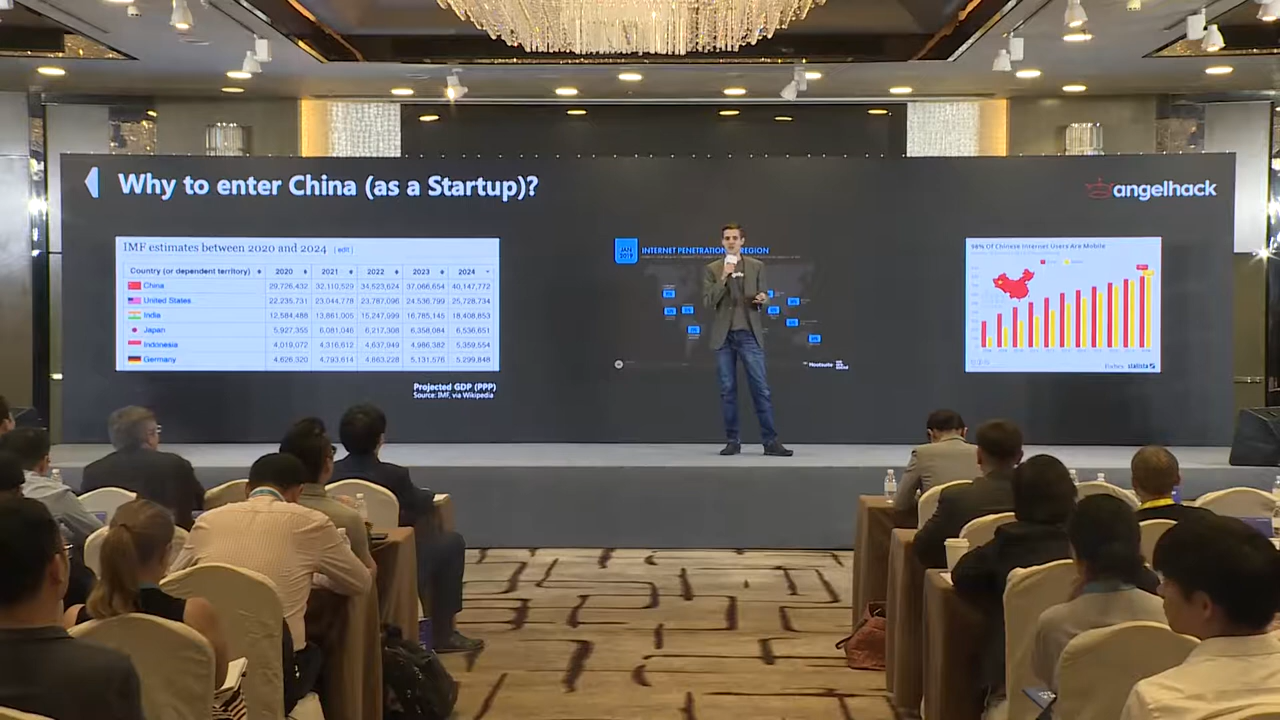 Why to enter China (as a Startup)?
angelhack
IMF estimates between 2020 and 2024 [edit]
Country (or dependent territory) 2020 2021 2022 2023 2024
China 29,726,432 32,110,529 34,523,624 37,066,654 40,147,772
United States 22,235,731 23,044,778 23,787,096 24,536,799 25,728,734
India 12,584,488 13,861,005 15,247,999 16,785,145 18,408,853
Japan 5,927,355 6,081,046 6,217,308 6,358,084 6,536,651
Indonesia 4,019,072 4,316,612 4,637,949 4,986,382 5,359,554
Germany 4,626,320 4,793,614 4,863,228 5,131,576 5,299,848
Projected GDP (PPP)
Source: IMF, via Wikipedia
JAN
2019
INTERNET PENETRATION REGION
Hootsuite
98% Of Chinese Internet Users Are Mobile
Forbes statista